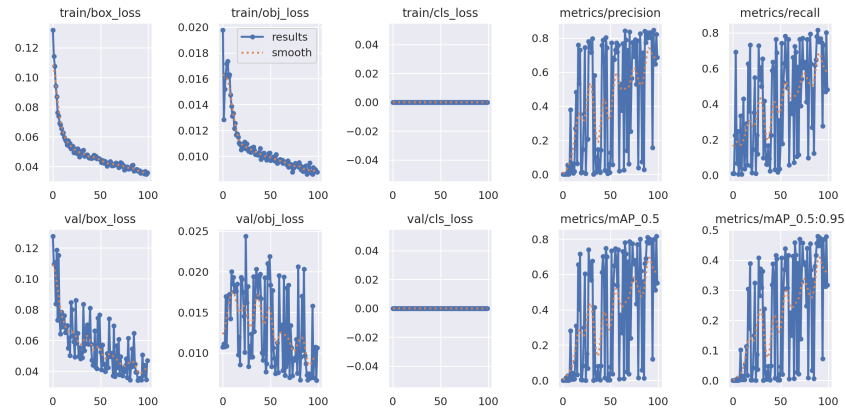 train/box_loss
train/obj_loss
train/cls_loss
metrics/precision
metrics/recall
0.12
0.10
0.08
0.06
0.04
0 50 100
0.020
0.018
0.016
0.014
0.012
0.010
0 50 100
results
smooth
0.04
0.02
0.00
−0.02
−0.04
0 50 100
0.8
0.6
0.4
0.2
0.0
0 50 100
0.8
0.6
0.4
0.2
0.0
0 50 100
val/box_loss
val/obj_loss
val/cls_loss
metrics/mAP_0.5
metrics/mAP_0.5:0.95
0.12
0.10
0.08
0.06
0.04
0 50 100
0.025
0.020
0.015
0.010
0 50 100
0.04
0.02
0.00
−0.02
−0.04
0 50 100
0.8
0.6
0.4
0.2
0.0
0 50 100
0.5
0.4
0.3
0.2
0.1
0.0
0 50 100